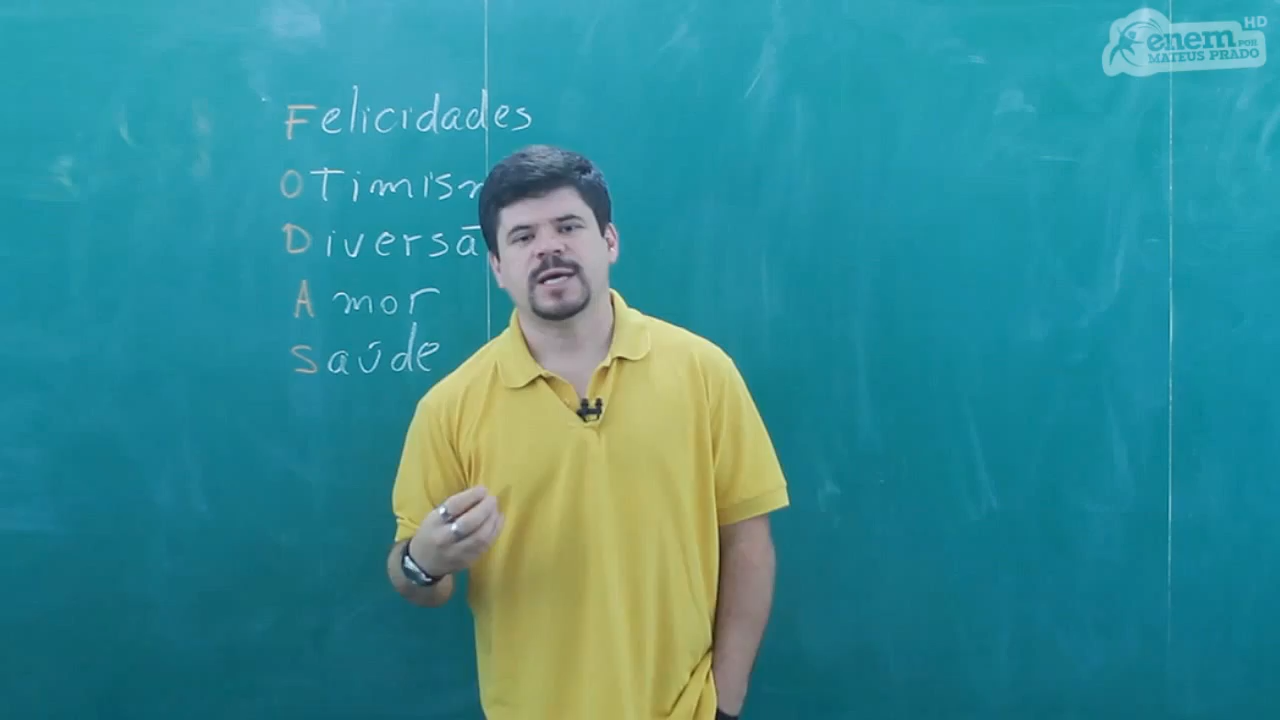 enem HD
POR
MATEUS PRADO
Felicidades
OTimism
Diversã
Amor
Saúde